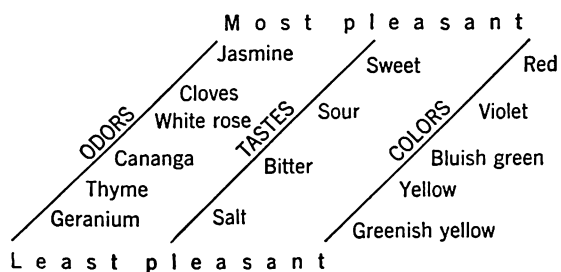 Most pleasant
Jasmine
Cloves
White rose
Cananga
Thyme
Geranium
ODORS
Sweet
Sour
Bitter
Salt
TASTES
Red
Violet
Bluish green
Yellow
Greenish yellow
COLORS
Least pleasant